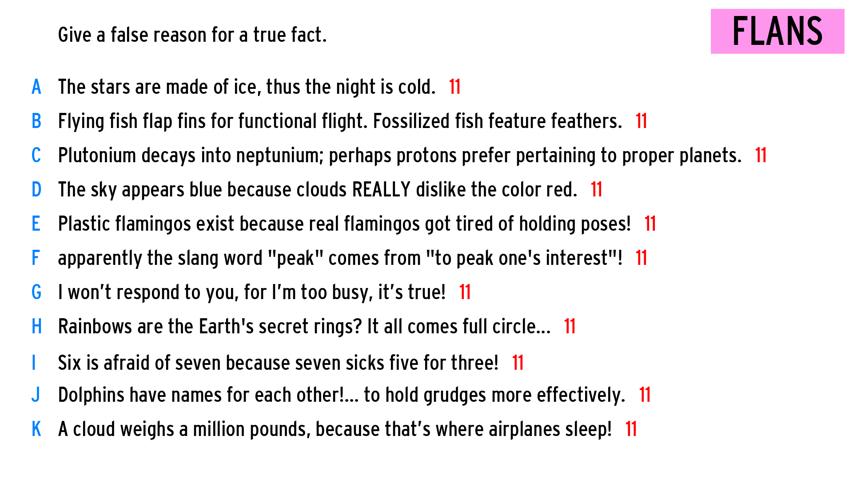 Give a false reason for a true fact.
FLANS
A The stars are made of ice, thus the night is cold. 11
B Flying fish flap fins for functional flight. Fossilized fish feature feathers. 11
C Plutonium decays into neptunium; perhaps protons prefer pertaining to proper planets. 11
D The sky appears blue because clouds REALLY dislike the color red. 11
E Plastic flamingos exist because real flamingos got tired of holding poses! 11
F apparently the slang word "peak" comes from "to peak one's interest"! 11
G I won’t respond to you, for I’m too busy, it’s true! 11
H Rainbows are the Earth's secret rings? It all comes full circle... 11
I Six is afraid of seven because seven sicks five for three! 11
J Dolphins have names for each other!... to hold grudges more effectively. 11
K A cloud weighs a million pounds, because that’s where airplanes sleep! 11